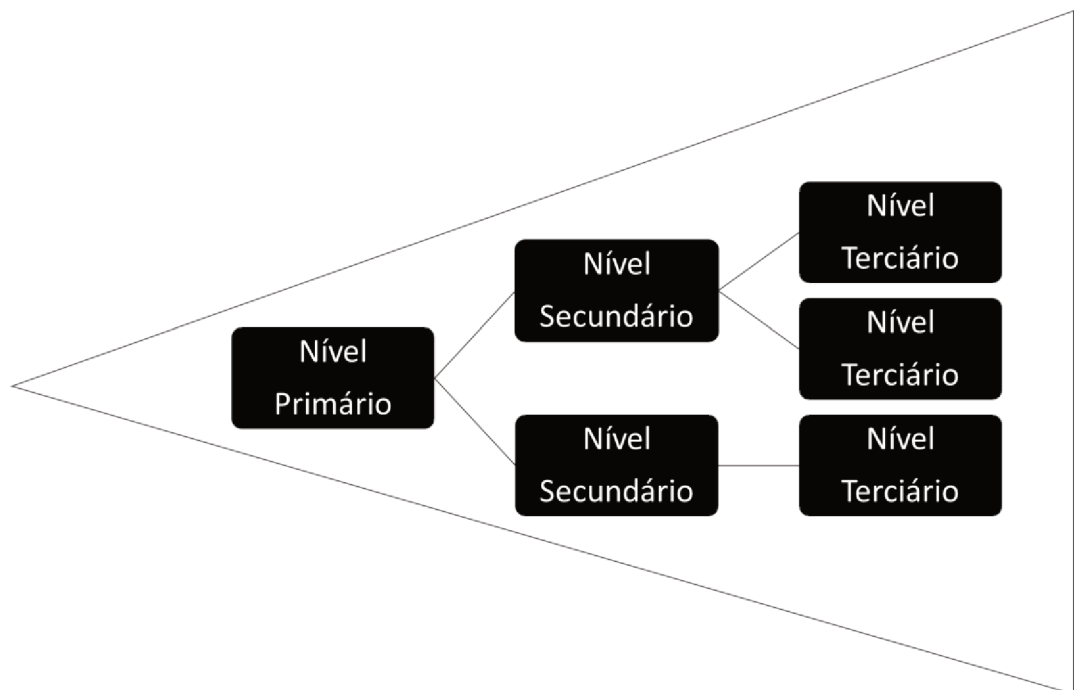 Nível
Primário
Nível
Secundário
Nível
Terciário
Nível
Terciário
Nível
Secundário
Nível
Terciário